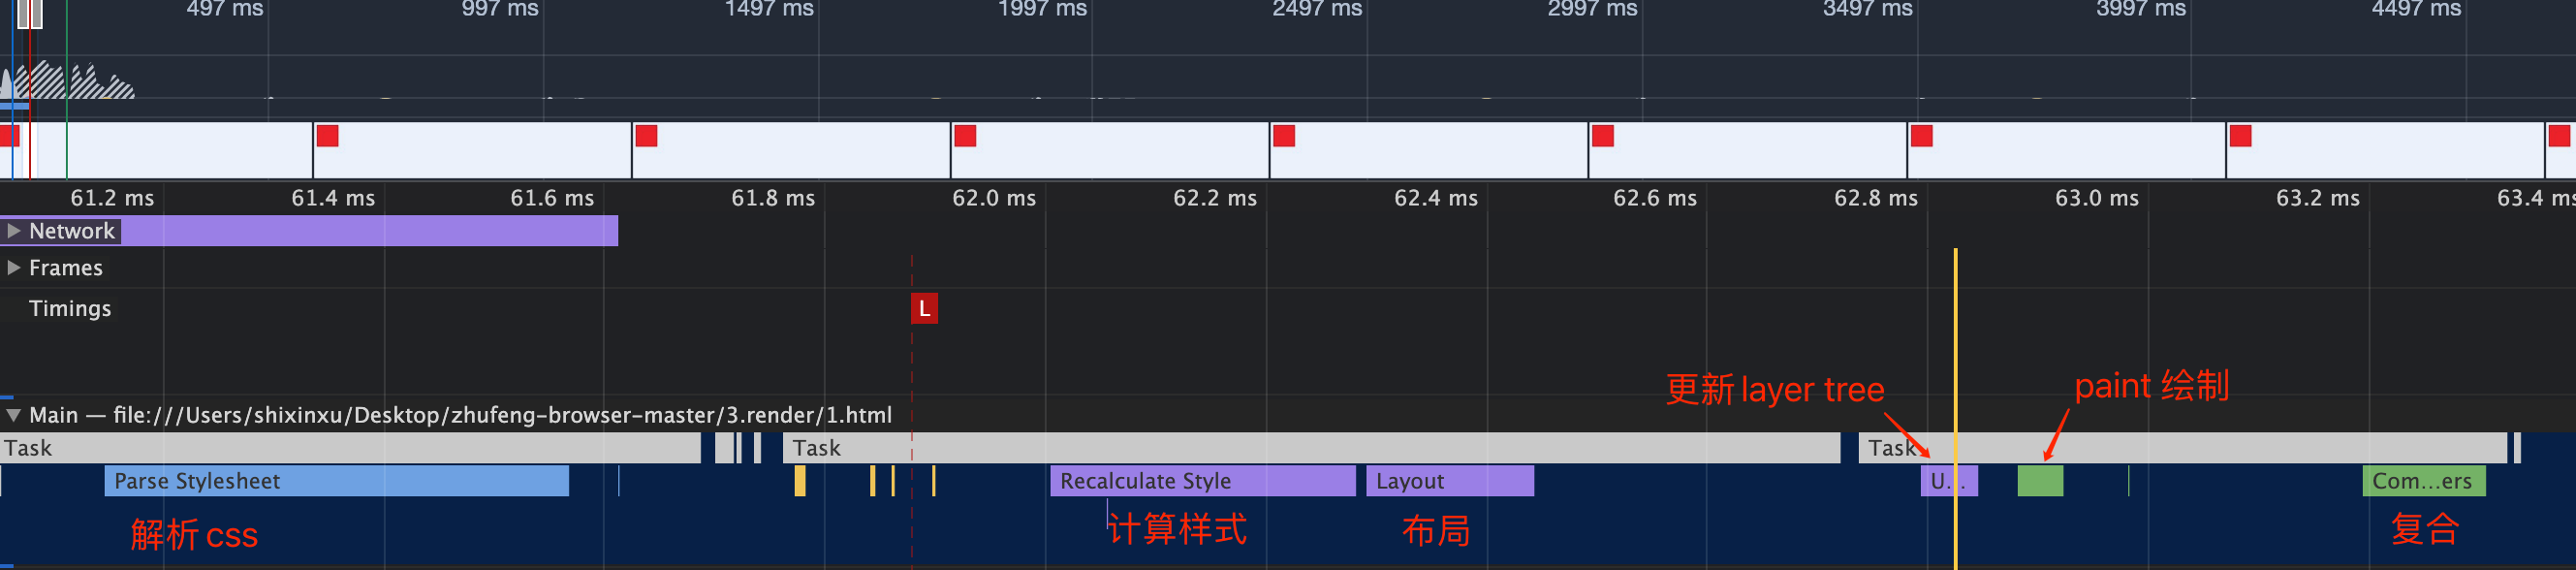 497 ms 997 ms 1497 ms 1997 ms 2497 ms 2997 ms 3497 ms 3997 ms 4497 ms
61.2 ms 61.4 ms 61.6 ms 61.8 ms 62.0 ms 62.2 ms 62.4 ms 62.6 ms 62.8 ms 63.0 ms 63.2 ms 63.4 ms
Network
Frames
Timings
L
更新 layer tree
paint 绘制
Main — file:///Users/shixinxu/Desktop/zhufeng-browser-master/3.render/1.html
Task Task Task
Parse Stylesheet Recalculate Style Layout U... Com...ers
解析 css 计算样式 布局 复合